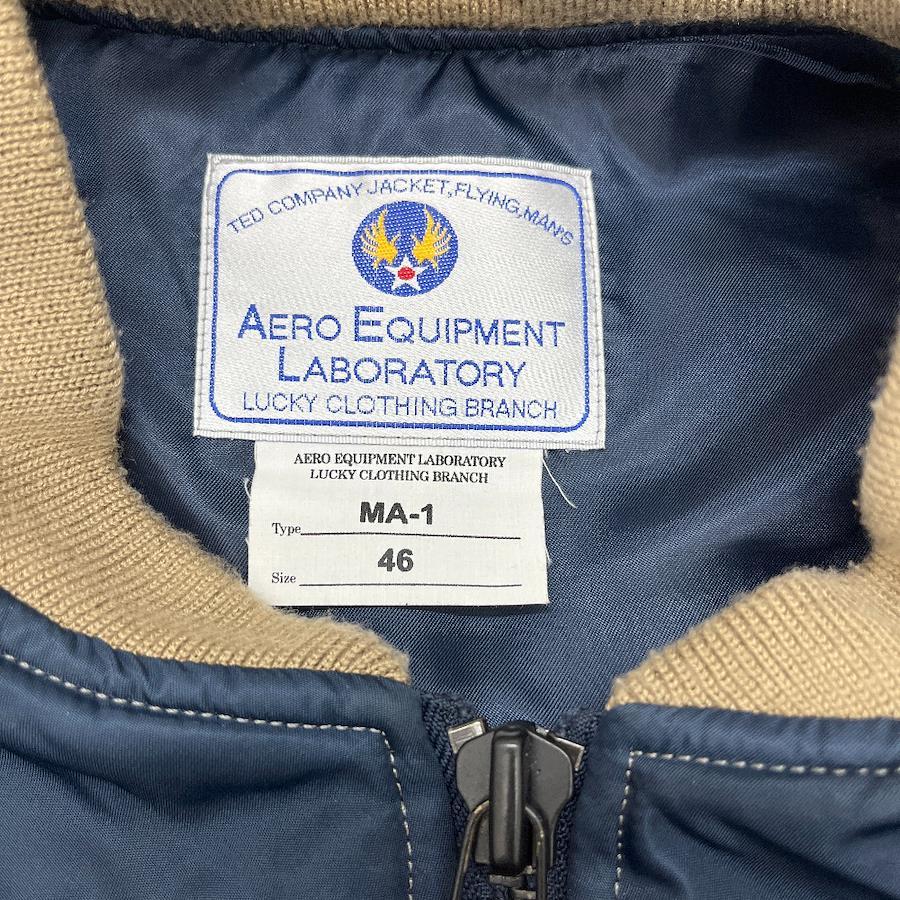 TED COMPANY JACKET, FLYING, MAN'S
AERO EQUIPMENT
LABORATORY
LUCKY CLOTHING BRANCH
AERO EQUIPMENT LABORATORY
LUCKY CLOTHING BRANCH
Type MA-1
Size 46